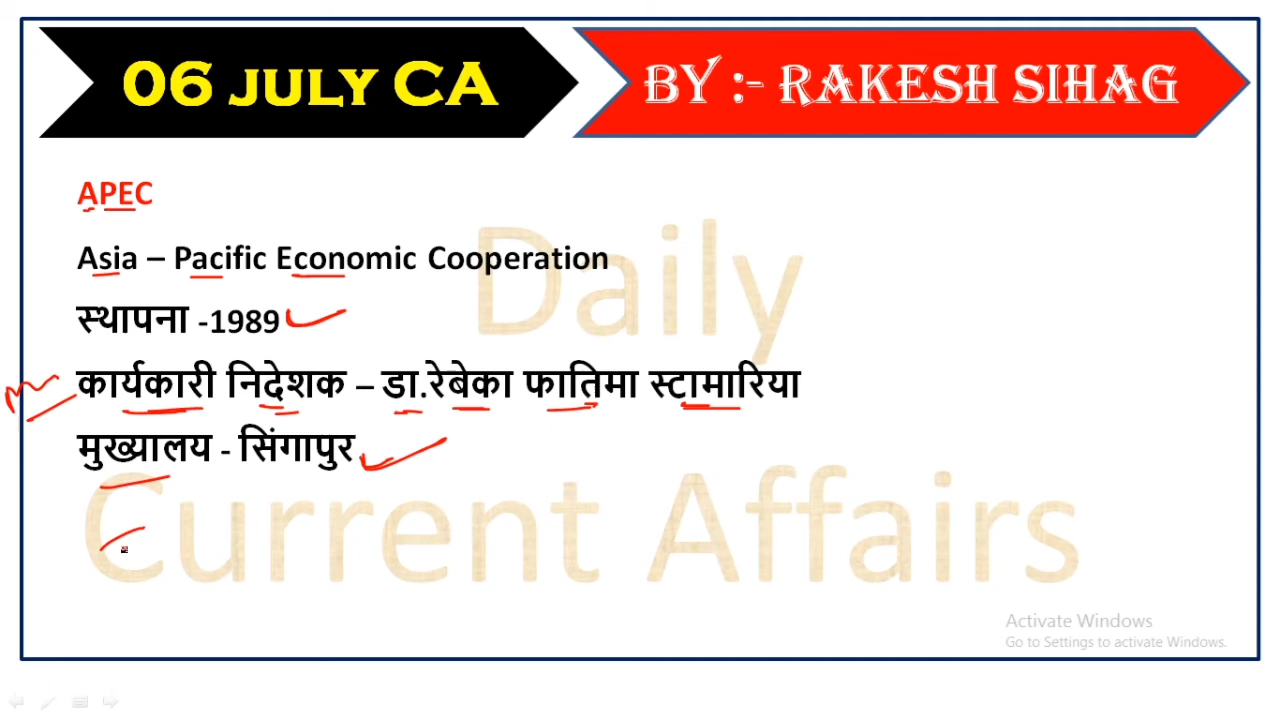 06 JULY CA
BY :- RAKESH SIHAG
APEC
Asia – Pacific Economic Cooperation
स्थापना -1989
कार्यकारी निदेशक – डा.रेबेका फातिमा स्टामारिया
मुख्यालय - सिंगापुर
Daily
Current Affairs
Activate Windows
Go to Settings to activate Windows.